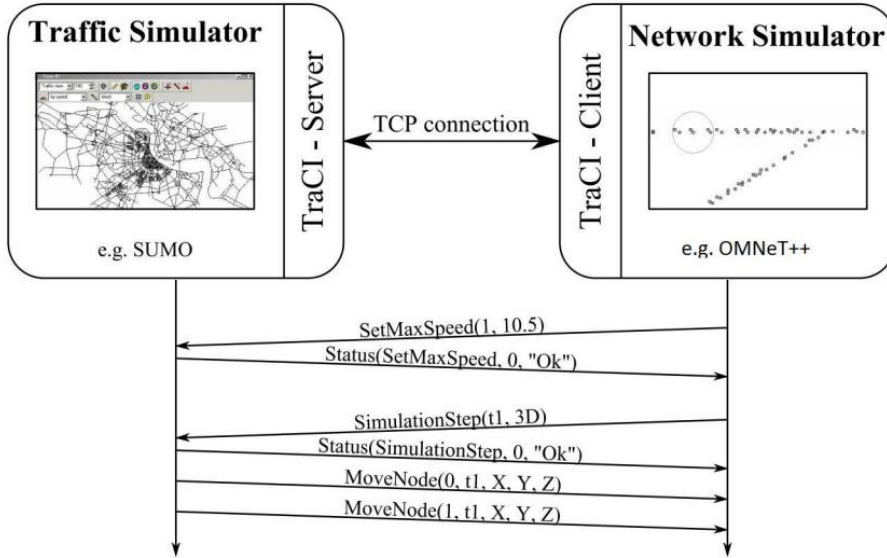 Traffic Simulator
Network Simulator
TraCI - Server
TCP connection
TraCI - Client
e.g. SUMO
e.g. OMNeT++
SetMaxSpeed(1, 10.5)
Status(SetMaxSpeed, 0, "Ok")
SimulationStep(t1, 3D)
Status(SimulationStep, 0, "Ok")
MoveNode(0, t1, X, Y, Z)
MoveNode(1, t1, X, Y, Z)